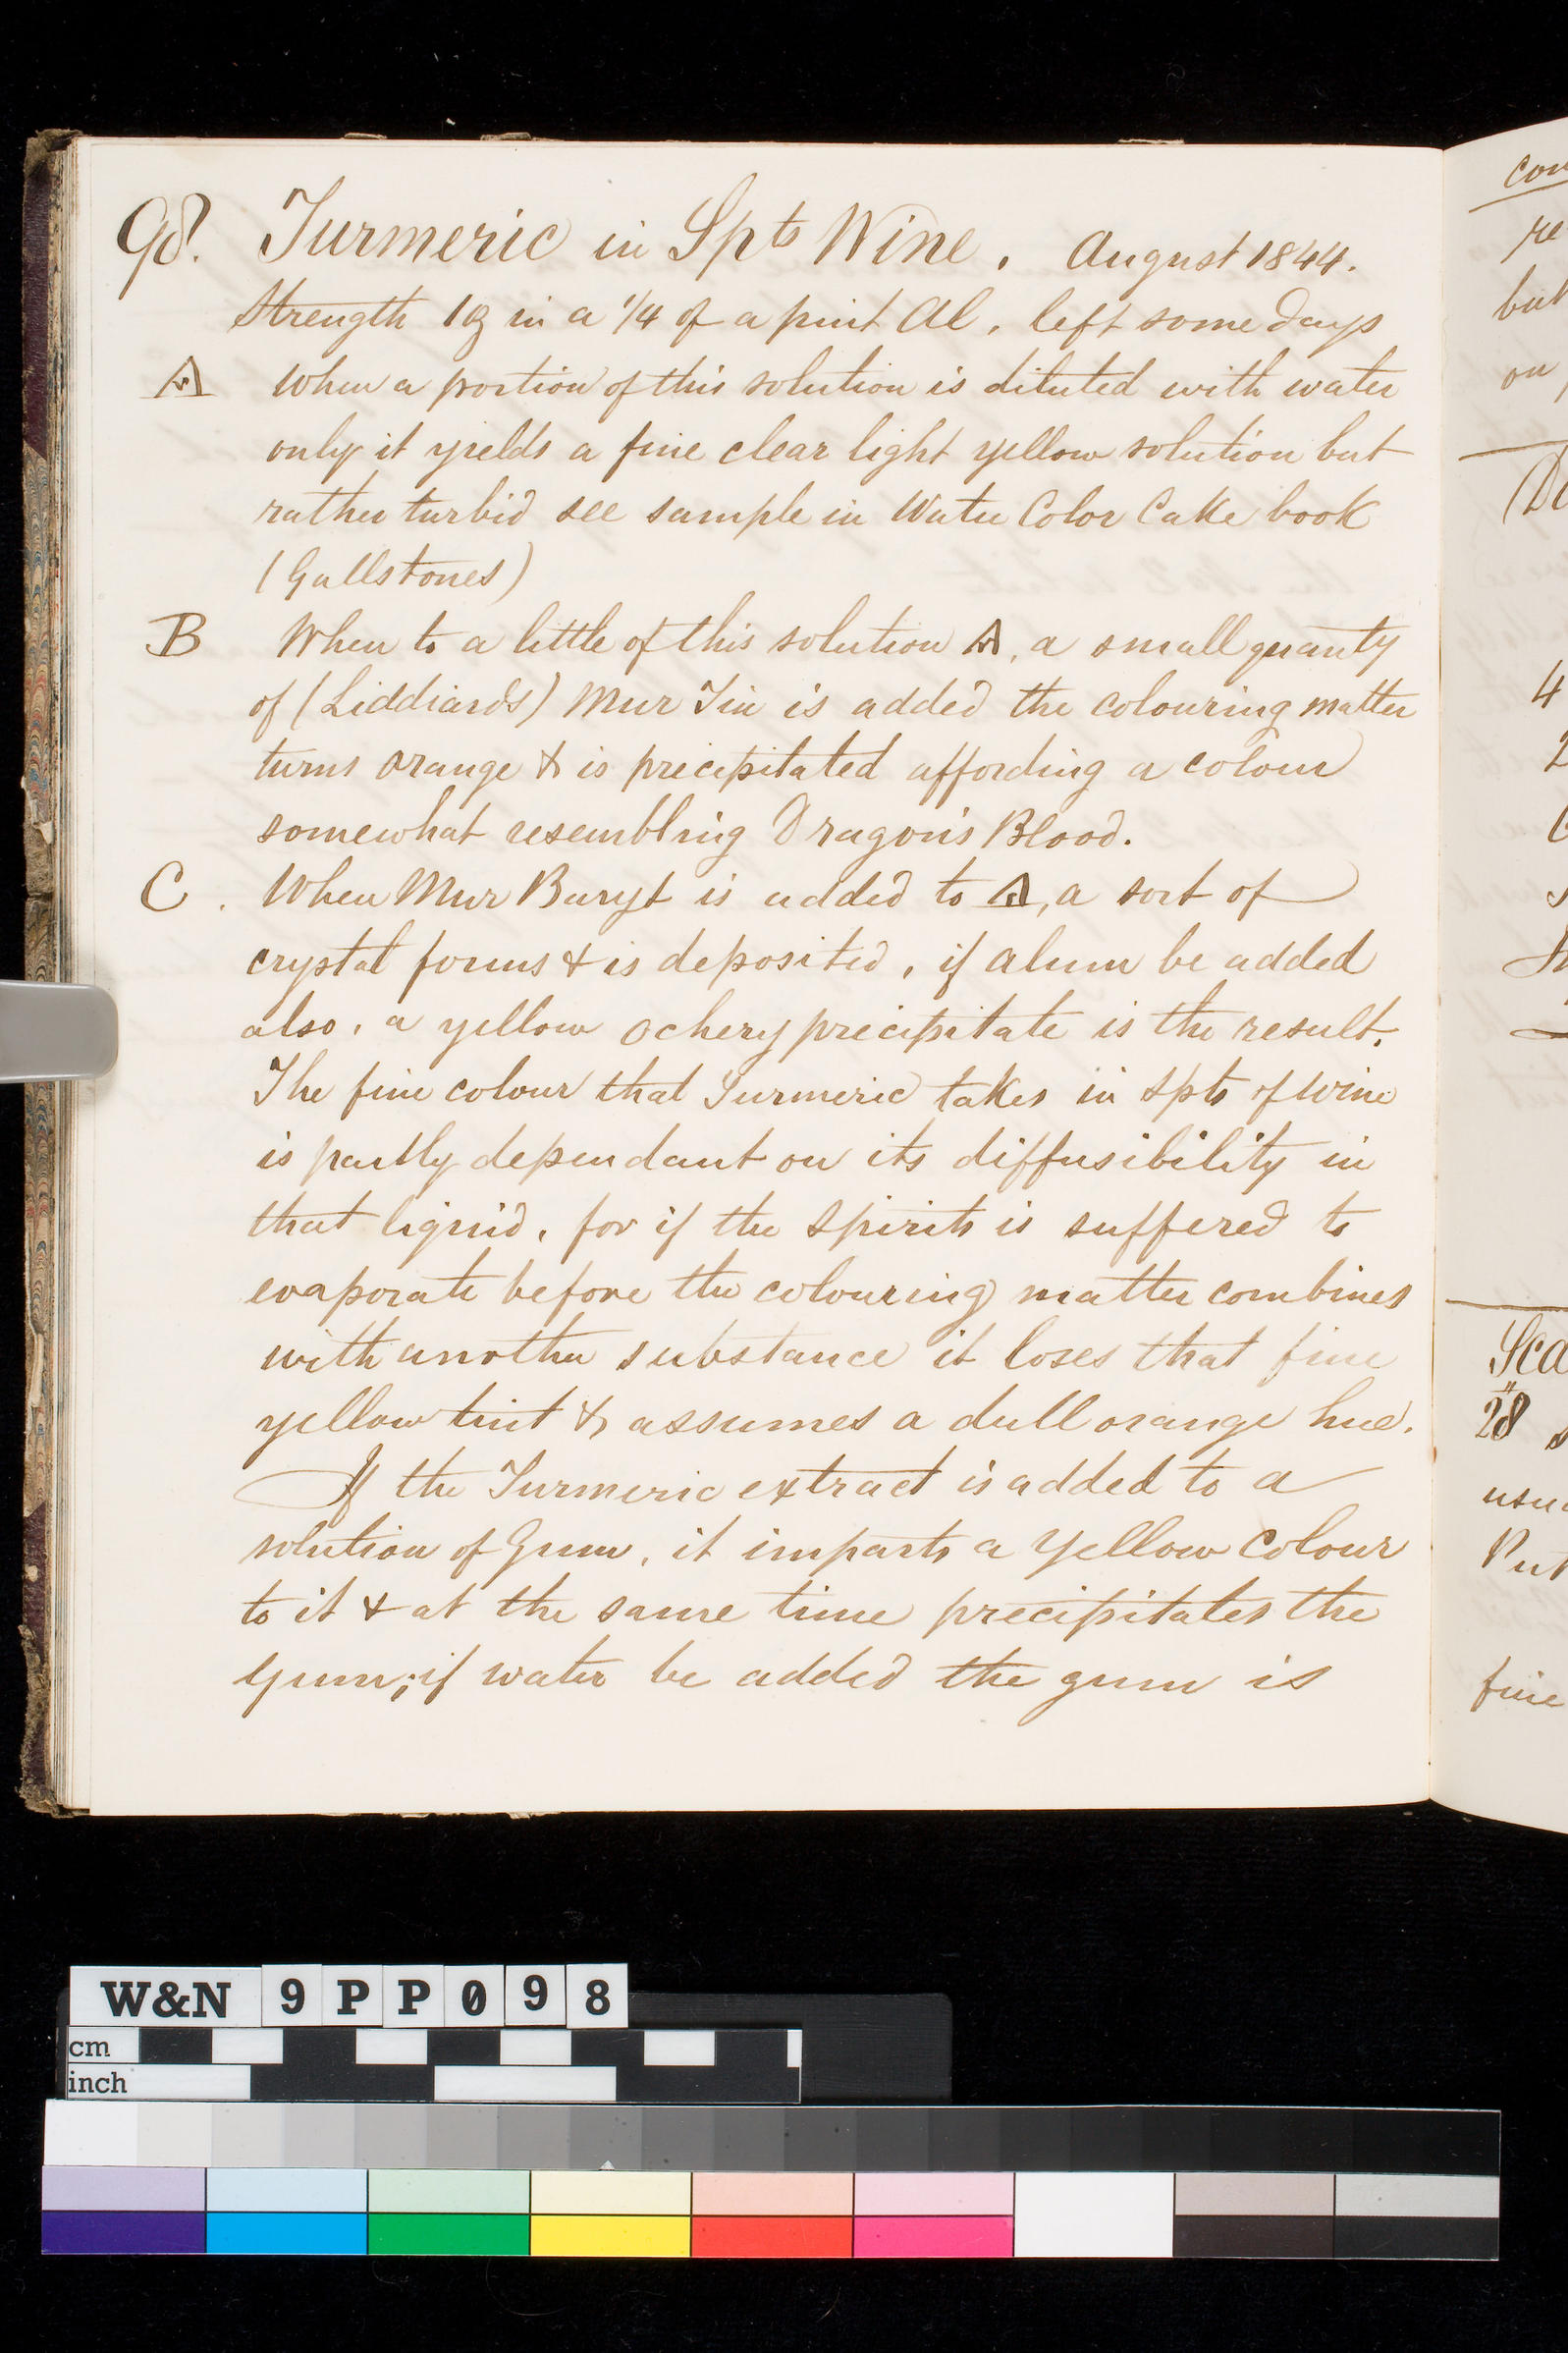 98. Turmeric in Spts Wine. August 1844.
Strength 1℥ in a 1/4 of a pint Al. left some days
A When a portion of this solution is diluted with water
only it yields a fine clear light yellow solution but
rather turbid see sample in Water Color Cake book
(Gallstones)
B When to a little of this solution A, a small quanty
of (Liddiards) Mur Tin is added the colouring matter
turns orange & is precipitated affording a colour
somewhat resembling Dragon's Blood.
C. When Mur Baryt is added to A, a sort of
crystal forms & is deposited, if alum be added
also, a yellow ochery precipitate is the result.
The fine colour that Turmeric takes in Spts of wine
is partly dependant on its diffusibility in
that liquid, for if the spirits is suffered to
evaporate before the colouring matter combines
with another substance it loses that fine
yellow tint & assumes a dull orange hue.
If the Turmeric extract is added to a
solution of Gum, it imparts a yellow colour
to it & at the same time precipitates the
gum; if water be added the gum is
re
but
on
4
2
28
usu
Put
fine
W&N 9PP098
cm
inch